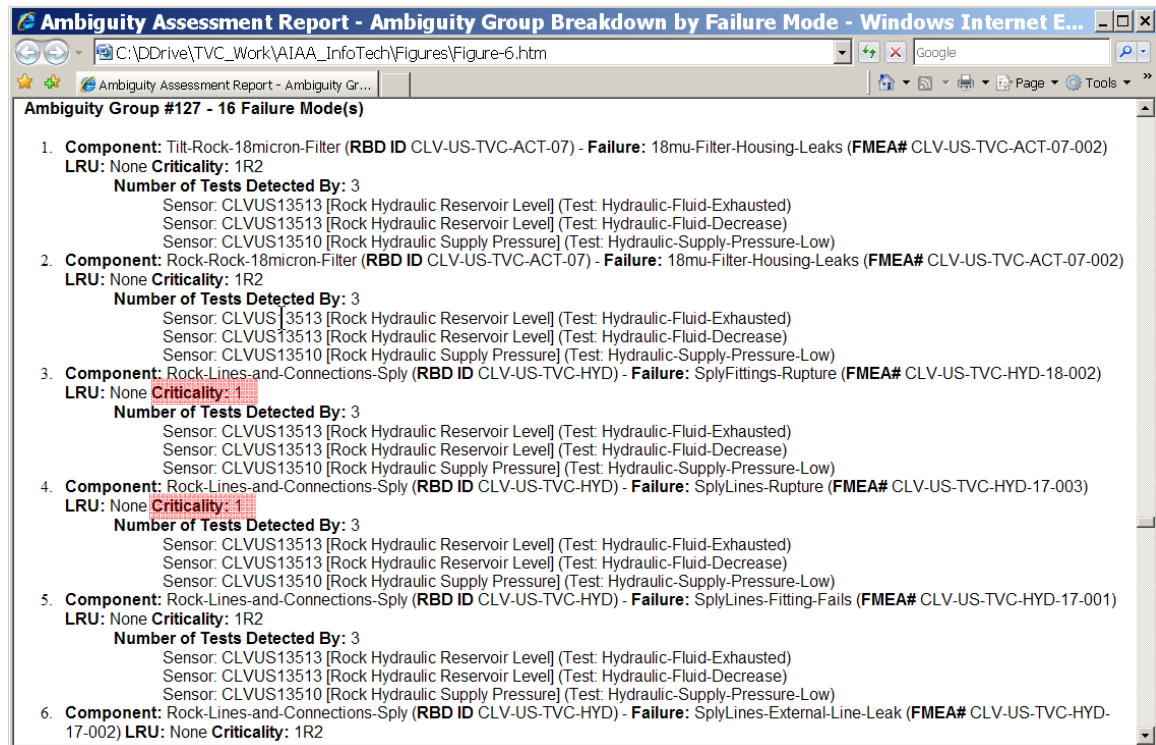 Ambiguity Assessment Report - Ambiguity Group Breakdown by Failure Mode - Windows Internet E...
C:\DDrive\TVC_Work\AIAA_InfoTech\Figures\Figure-6.htm
Google
Ambiguity Assessment Report - Ambiguity Gr...
Page
Tools
»
Ambiguity Group #127 - 16 Failure Mode(s)
1. Component: Tilt-Rock-18micron-Filter (RBD ID CLV-US-TVC-ACT-07) - Failure: 18mu-Filter-Housing-Leaks (FMEA# CLV-US-TVC-ACT-07-002)
LRU: None Criticality: 1R2
Number of Tests Detected By: 3
Sensor: CLVUS13513 [Rock Hydraulic Reservoir Level] (Test: Hydraulic-Fluid-Exhausted)
Sensor: CLVUS13513 [Rock Hydraulic Reservoir Level] (Test: Hydraulic-Fluid-Decrease)
Sensor: CLVUS13510 [Rock Hydraulic Supply Pressure] (Test: Hydraulic-Supply-Pressure-Low)
2. Component: Rock-Rock-18micron-Filter (RBD ID CLV-US-TVC-ACT-07) - Failure: 18mu-Filter-Housing-Leaks (FMEA# CLV-US-TVC-ACT-07-002)
LRU: None Criticality: 1R2
Number of Tests Detected By: 3
Sensor: CLVUS13513 [Rock Hydraulic Reservoir Level] (Test: Hydraulic-Fluid-Exhausted)
Sensor: CLVUS13513 [Rock Hydraulic Reservoir Level] (Test: Hydraulic-Fluid-Decrease)
Sensor: CLVUS13510 [Rock Hydraulic Supply Pressure] (Test: Hydraulic-Supply-Pressure-Low)
3. Component: Rock-Lines-and-Connections-Sply (RBD ID CLV-US-TVC-HYD) - Failure: SplyFittings-Rupture (FMEA# CLV-US-TVC-HYD-18-002)
LRU: None Criticality: 1
Number of Tests Detected By: 3
Sensor: CLVUS13513 [Rock Hydraulic Reservoir Level] (Test: Hydraulic-Fluid-Exhausted)
Sensor: CLVUS13513 [Rock Hydraulic Reservoir Level] (Test: Hydraulic-Fluid-Decrease)
Sensor: CLVUS13510 [Rock Hydraulic Supply Pressure] (Test: Hydraulic-Supply-Pressure-Low)
4. Component: Rock-Lines-and-Connections-Sply (RBD ID CLV-US-TVC-HYD) - Failure: SplyLines-Rupture (FMEA# CLV-US-TVC-HYD-17-003)
LRU: None Criticality: 1
Number of Tests Detected By: 3
Sensor: CLVUS13513 [Rock Hydraulic Reservoir Level] (Test: Hydraulic-Fluid-Exhausted)
Sensor: CLVUS13513 [Rock Hydraulic Reservoir Level] (Test: Hydraulic-Fluid-Decrease)
Sensor: CLVUS13510 [Rock Hydraulic Supply Pressure] (Test: Hydraulic-Supply-Pressure-Low)
5. Component: Rock-Lines-and-Connections-Sply (RBD ID CLV-US-TVC-HYD) - Failure: SplyLines-Fitting-Fails (FMEA# CLV-US-TVC-HYD-17-001)
LRU: None Criticality: 1R2
Number of Tests Detected By: 3
Sensor: CLVUS13513 [Rock Hydraulic Reservoir Level] (Test: Hydraulic-Fluid-Exhausted)
Sensor: CLVUS13513 [Rock Hydraulic Reservoir Level] (Test: Hydraulic-Fluid-Decrease)
Sensor: CLVUS13510 [Rock Hydraulic Supply Pressure] (Test: Hydraulic-Supply-Pressure-Low)
6. Component: Rock-Lines-and-Connections-Sply (RBD ID CLV-US-TVC-HYD) - Failure: SplyLines-External-Line-Leak (FMEA# CLV-US-TVC-HYD-
17-002) LRU: None Criticality: 1R2